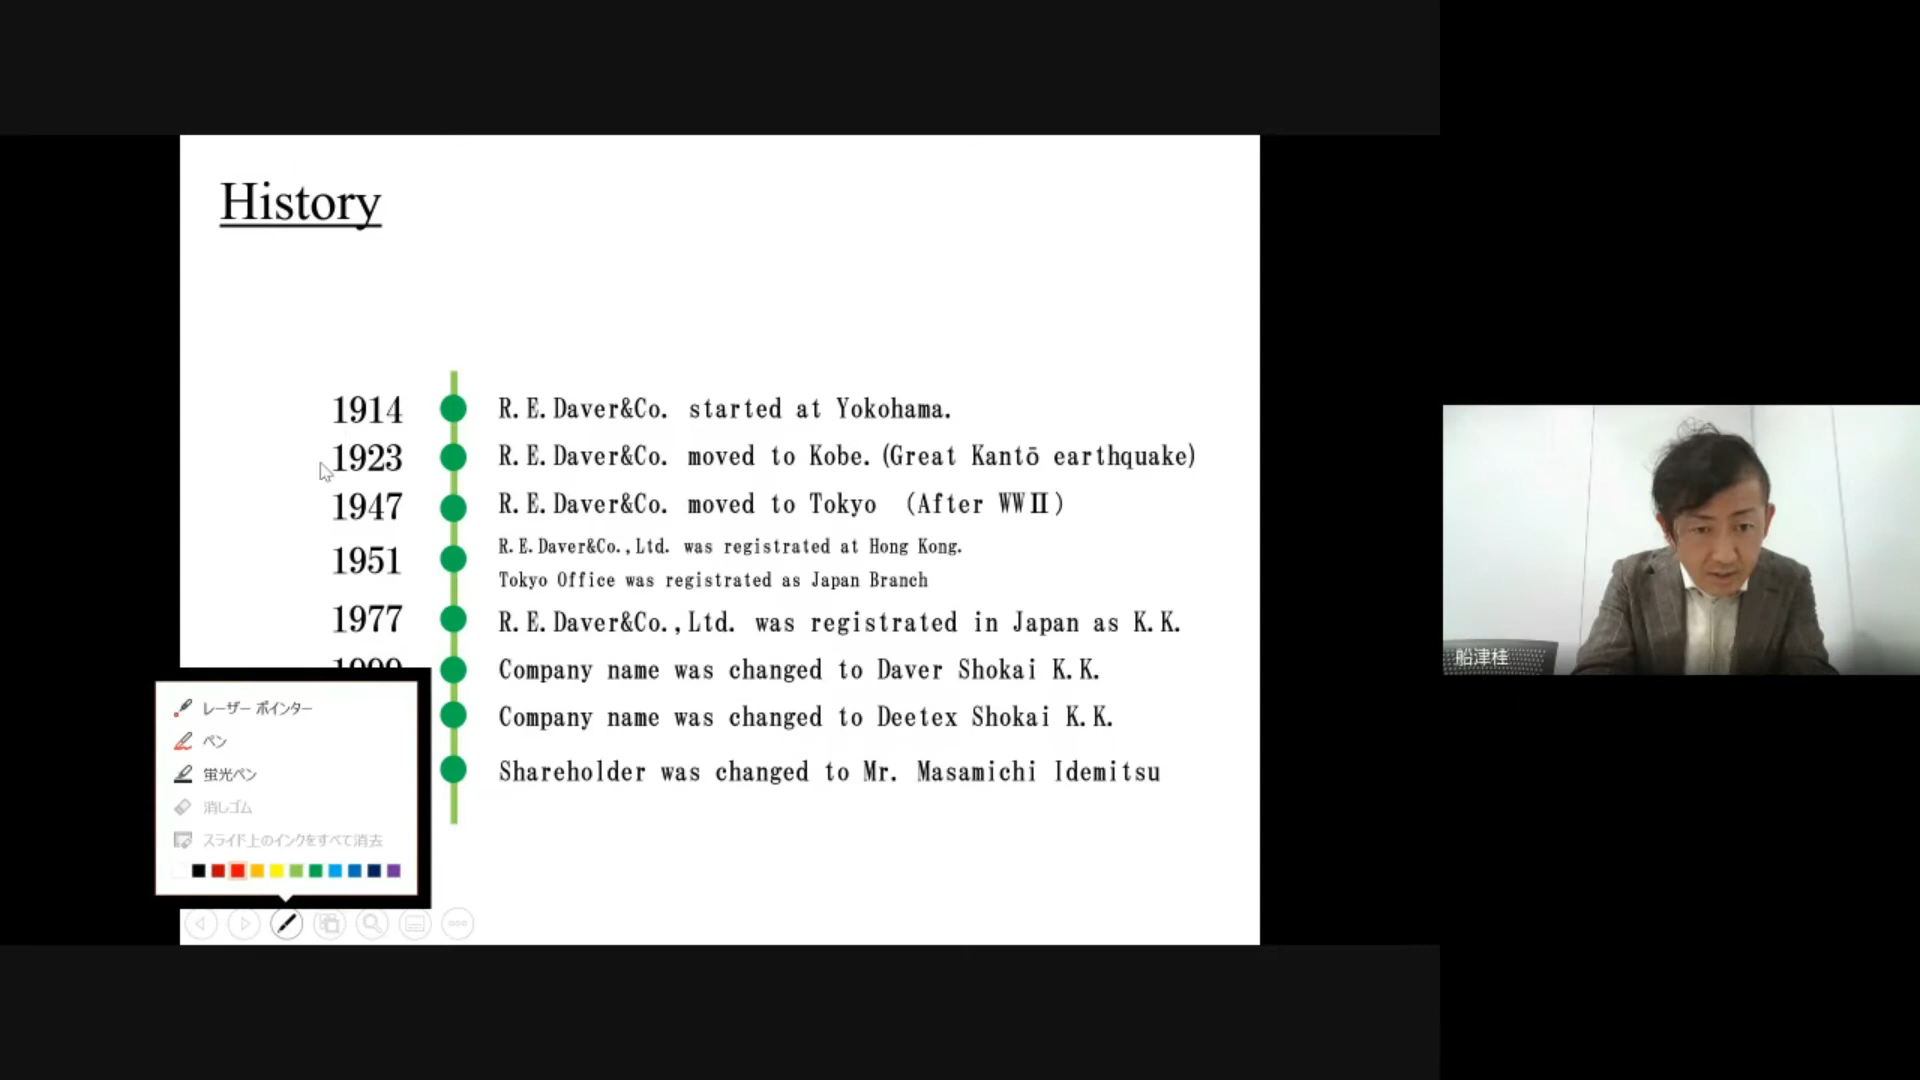 History
1914 R.E.Daver&Co. started at Yokohama.
1923 R.E.Daver&Co. moved to Kobe.(Great Kantō earthquake)
1947 R.E.Daver&Co. moved to Tokyo (After WWⅡ)
1951 R.E.Daver&Co.,Ltd. was registrated at Hong Kong.
Tokyo Office was registrated as Japan Branch
1977 R.E.Daver&Co.,Ltd. was registrated in Japan as K.K.
Company name was changed to Daver Shokai K.K.
Company name was changed to Deetex Shokai K.K.
Shareholder was changed to Mr. Masamichi Idemitsu
レーザー ポインター
ペン
蛍光ペン
消しゴム
スライド上のインクをすべて消去
船津桂